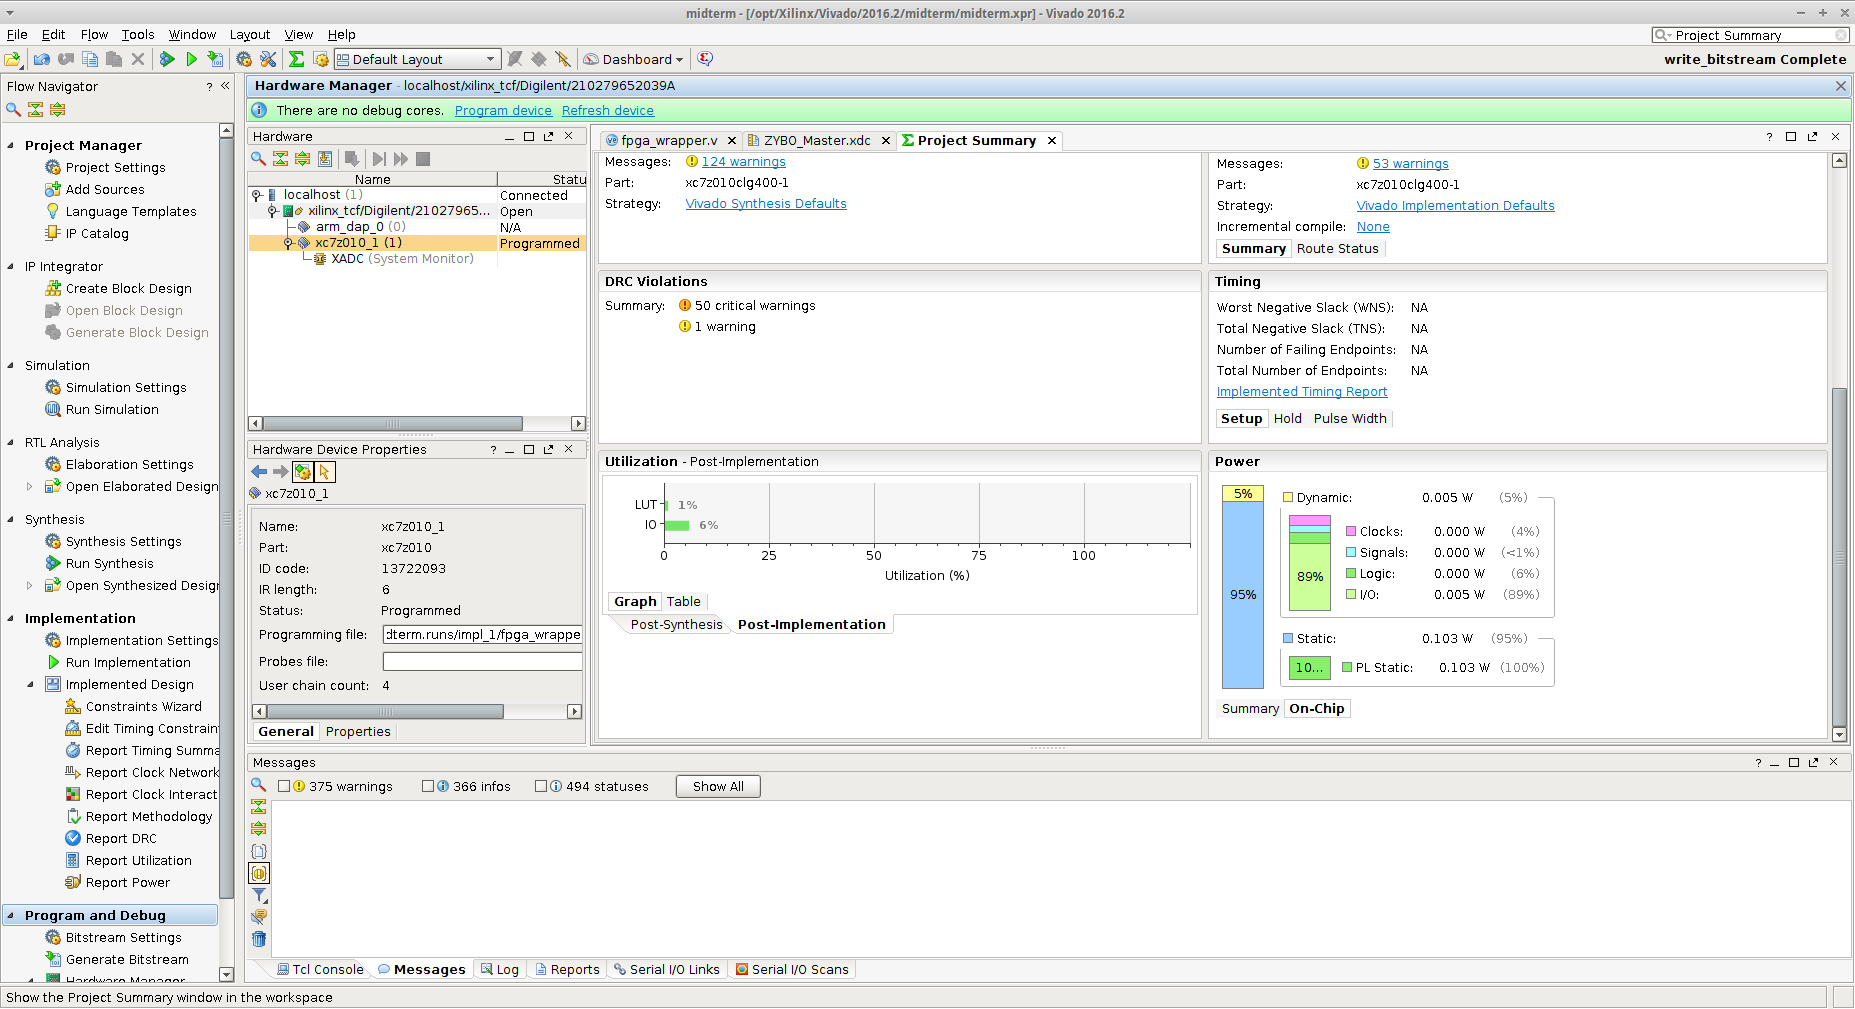 midterm - [/opt/Xilinx/Vivado/2016.2/midterm/midterm.xpr] - Vivado 2016.2
File Edit Flow Tools Window Layout View Help
Project Summary
Default Layout
Dashboard
write_bitstream Complete
Flow Navigator ? «
Project Manager
Project Settings
Add Sources
Language Templates
IP Catalog
IP Integrator
Create Block Design
Open Block Design
Generate Block Design
Simulation
Simulation Settings
Run Simulation
RTL Analysis
Elaboration Settings
Open Elaborated Design
Synthesis
Synthesis Settings
Run Synthesis
Open Synthesized Design
Implementation
Implementation Settings
Run Implementation
Implemented Design
Constraints Wizard
Edit Timing Constrain
Report Timing Summa
Report Clock Network
Report Clock Interact
Report Methodology
Report DRC
Report Utilization
Report Power
Program and Debug
Bitstream Settings
Generate Bitstream
Hardware Manager
Hardware Manager - localhost/xilinx_tcf/Digilent/210279652039A
There are no debug cores. Program device Refresh device
Hardware
Name Statu
localhost (1) Connected
xilinx_tcf/Digilent/21027965... Open
arm_dap_0 (0) N/A
xc7z010_1 (1) Programmed
XADC (System Monitor)
Hardware Device Properties ?
xc7z010_1
Name: xc7z010_1
Part: xc7z010
ID code: 13722093
IR length: 6
Status: Programmed
Programming file: dterm.runs/impl_1/fpga_wrappe
Probes file:
User chain count: 4
General Properties
fpga_wrapper.v ZYBO_Master.xdc Project Summary ?
Messages: 124 warnings
Part: xc7z010clg400-1
Strategy: Vivado Synthesis Defaults
Messages: 53 warnings
Part: xc7z010clg400-1
Strategy: Vivado Implementation Defaults
Incremental compile: None
Summary Route Status
DRC Violations
Summary: 50 critical warnings
1 warning
Timing
Worst Negative Slack (WNS): NA
Total Negative Slack (TNS): NA
Number of Failing Endpoints: NA
Total Number of Endpoints: NA
Implemented Timing Report
Setup Hold Pulse Width
Utilization - Post-Implementation
LUT 1%
IO 6%
0 25 50 75 100
Utilization (%)
Graph Table
Post-Synthesis Post-Implementation
Power
5%
95%
Dynamic: 0.005 W (5%)
89%
Clocks: 0.000 W (4%)
Signals: 0.000 W (<1%)
Logic: 0.000 W (6%)
I/O: 0.005 W (89%)
Static: 0.103 W (95%)
10... PL Static: 0.103 W (100%)
Summary On-Chip
Messages ?
375 warnings 366 infos 494 statuses Show All
Tcl Console Messages Log Reports Serial I/O Links Serial I/O Scans
Show the Project Summary window in the workspace